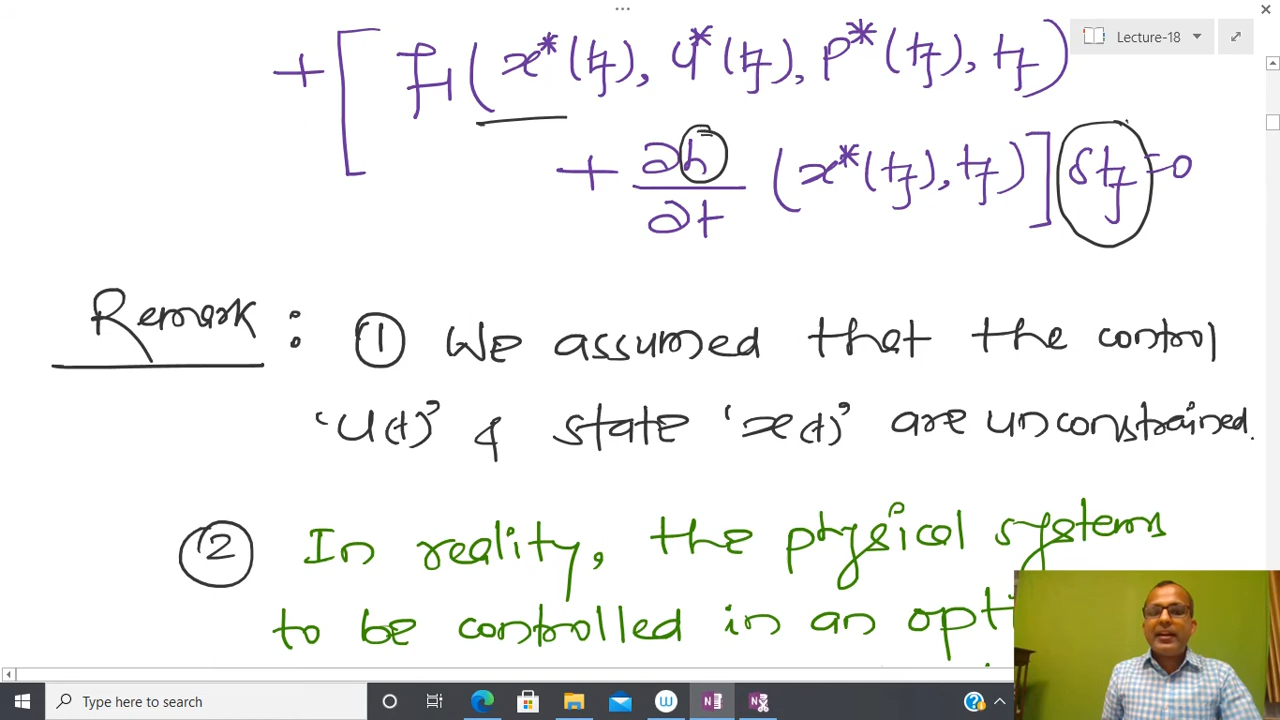 Lecture-18
+ [ H(x*(tf), u*(tf), p*(tf), tf)
+ ∂h/∂t (x*(tf), tf) ] δtf = 0
Remark : ① We assumed that the control
'u(t)' & state 'x(t)' are unconstrained.
② In reality, the physical systems
to be controlled in an opti
Type here to search